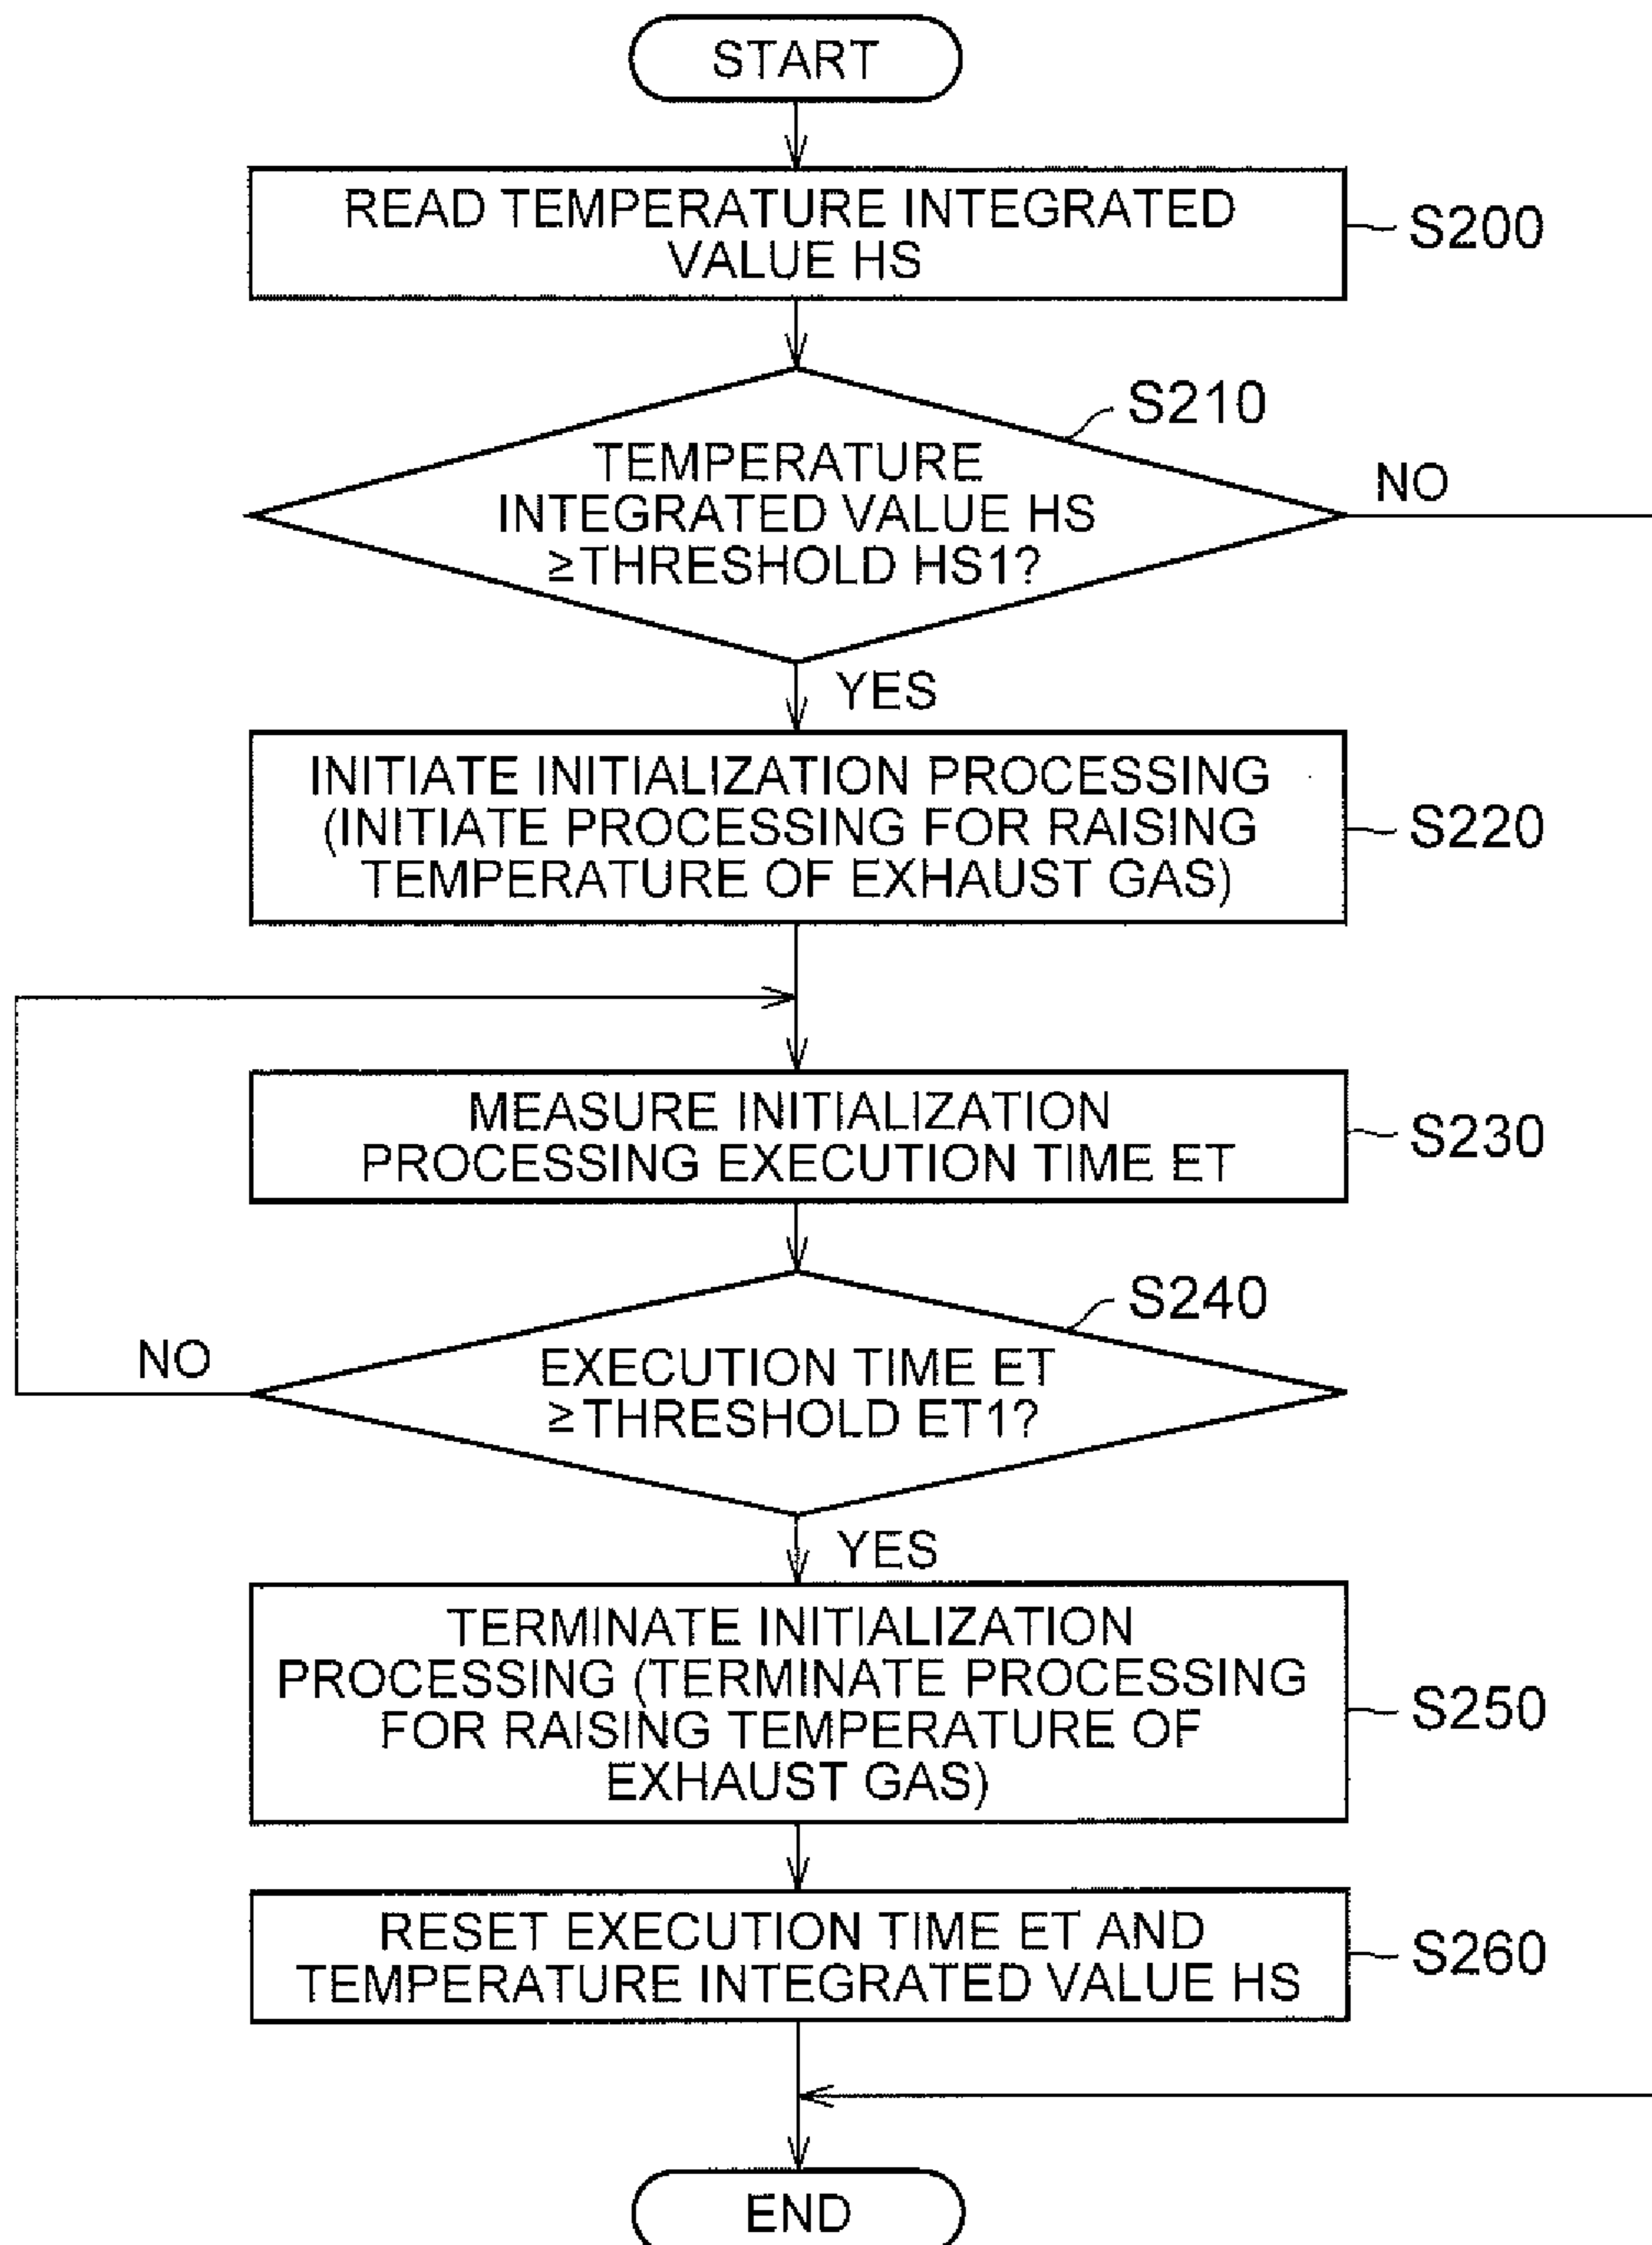 START
READ TEMPERATURE INTEGRATED
VALUE HS
S200
S210
TEMPERATURE
INTEGRATED VALUE HS
≥THRESHOLD HS1?
NO
YES
INITIATE INITIALIZATION PROCESSING
(INITIATE PROCESSING FOR RAISING
TEMPERATURE OF EXHAUST GAS)
S220
MEASURE INITIALIZATION
PROCESSING EXECUTION TIME ET
S230
S240
NO
EXECUTION TIME ET
≥THRESHOLD ET1?
YES
TERMINATE INITIALIZATION
PROCESSING (TERMINATE PROCESSING
FOR RAISING TEMPERATURE OF
EXHAUST GAS)
S250
RESET EXECUTION TIME ET AND
TEMPERATURE INTEGRATED VALUE HS
S260
END